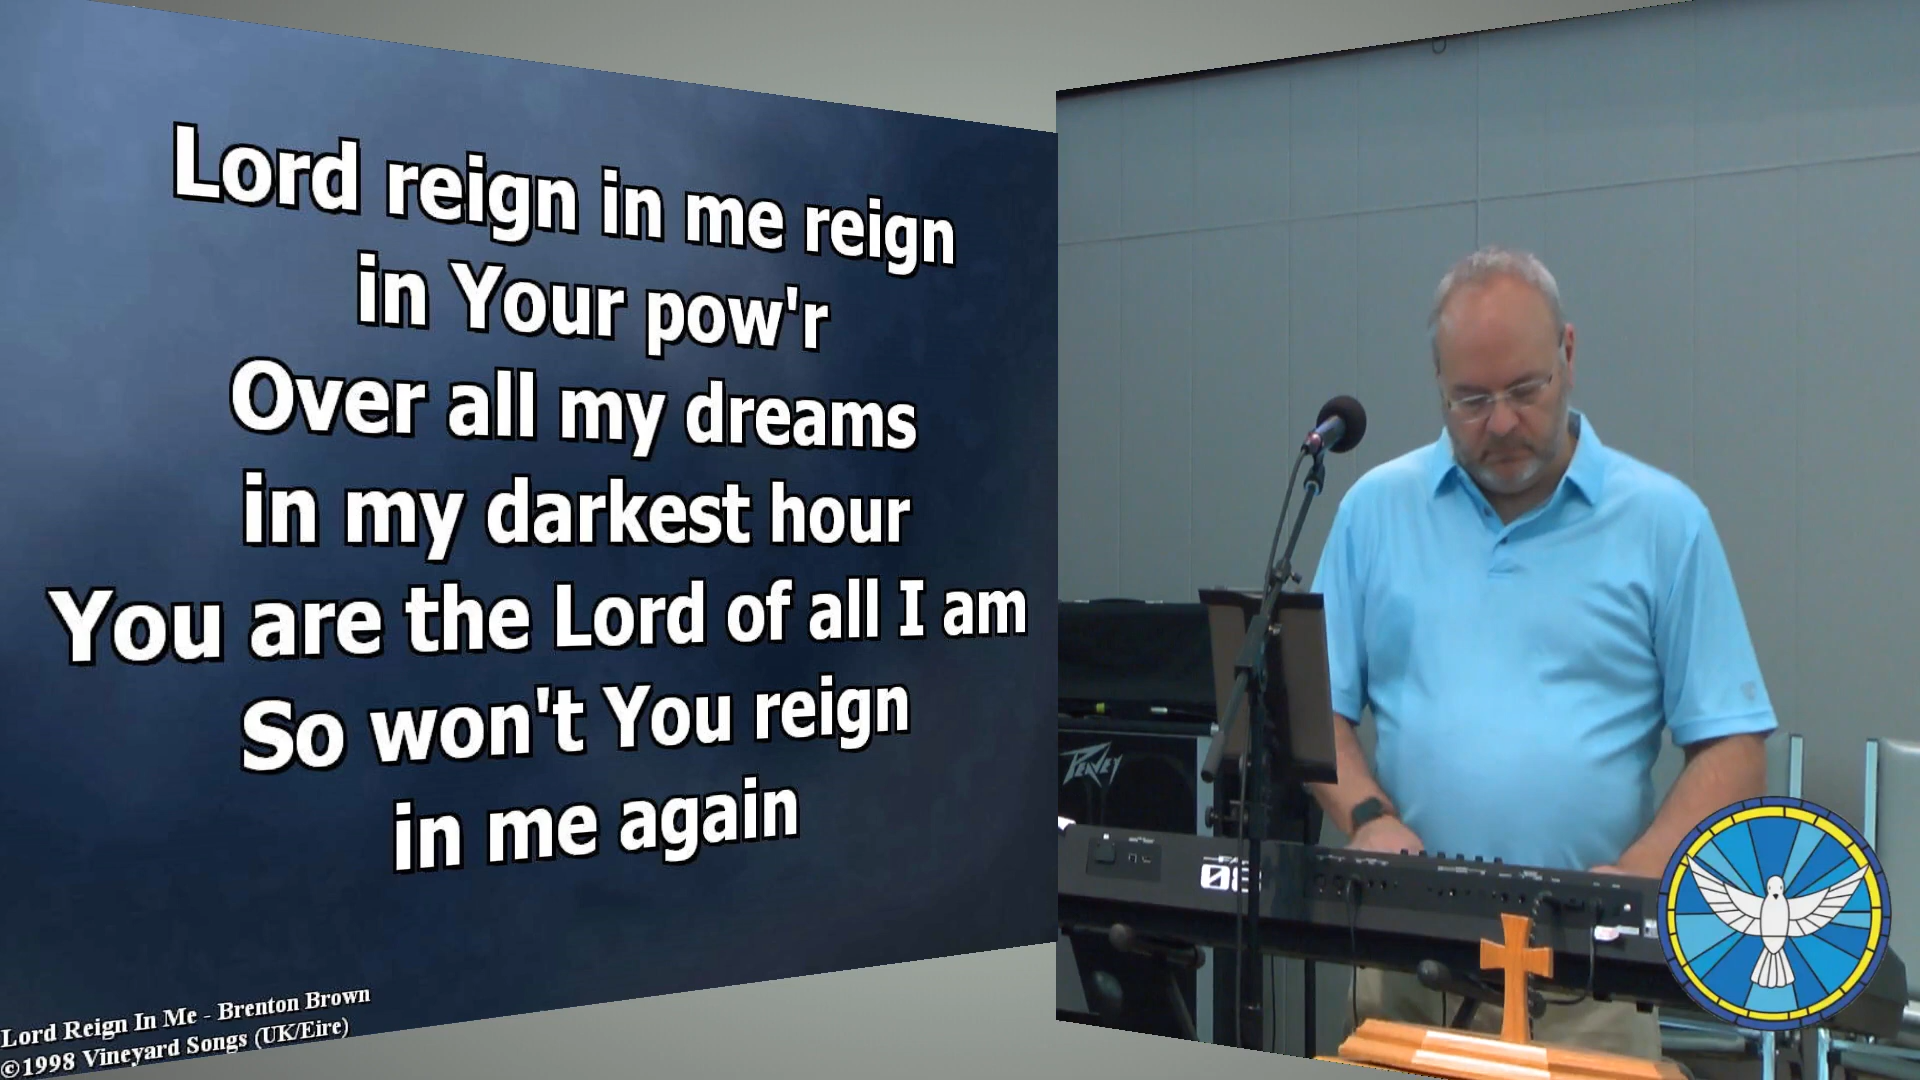 Lord reign in me reign
in Your pow'r
Over all my dreams
in my darkest hour
You are the Lord of all I am
So won't You reign
in me again
Lord Reign In Me - Brenton Brown
©1998 Vineyard Songs (UK/Eire)
PEAVEY
08